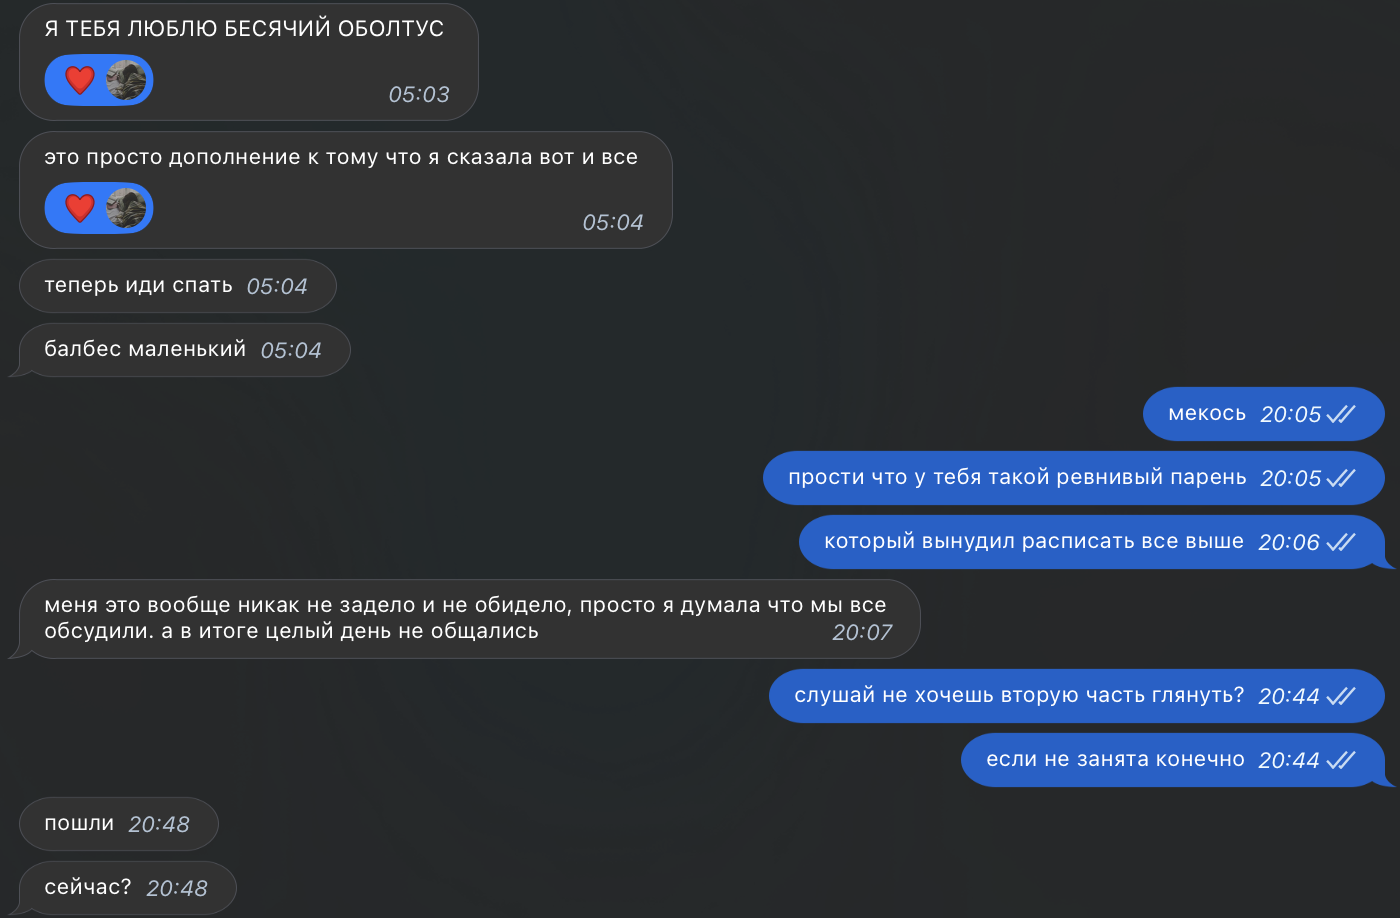 Я ТЕБЯ ЛЮБЛЮ БЕСЯЧИЙ ОБОЛТУС
05:03
это просто дополнение к тому что я сказала вот и все
05:04
теперь иди спать 05:04
балбес маленький 05:04
мекось 20:05
прости что у тебя такой ревнивый парень 20:05
который вынудил расписать все выше 20:06
меня это вообще никак не задело и не обидело, просто я думала что мы все
обсудили. а в итоге целый день не общались 20:07
слушай не хочешь вторую часть глянуть? 20:44
если не занята конечно 20:44
пошли 20:48
сейчас? 20:48